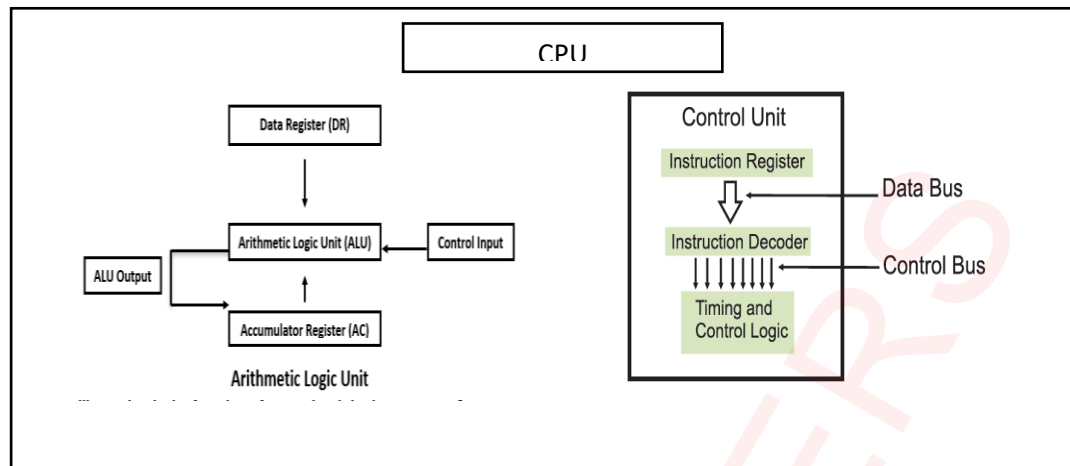 CPU
Data Register (DR)
Arithmetic Logic Unit (ALU)
Control Input
ALU Output
Accumulator Register (AC)
Arithmetic Logic Unit
Control Unit
Instruction Register
Data Bus
Instruction Decoder
Control Bus
Timing and
Control Logic
ERS